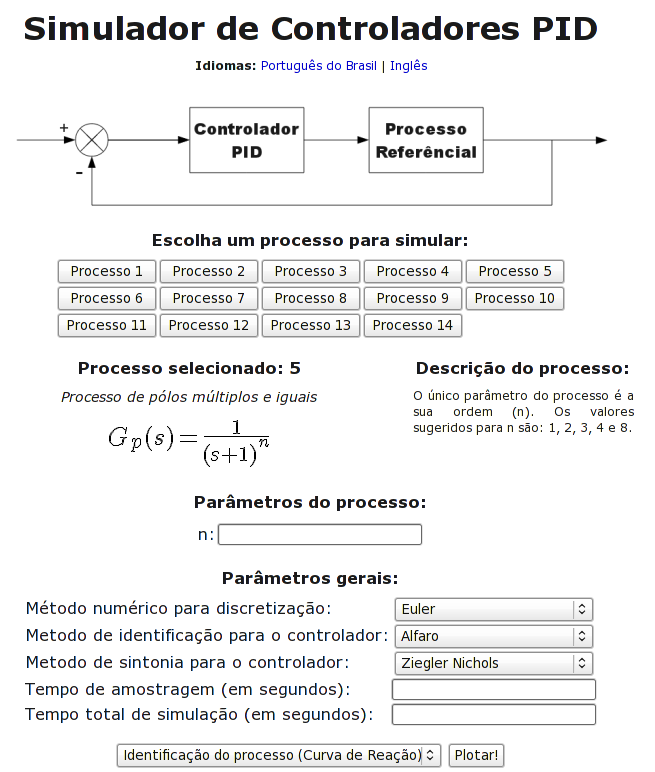 Simulador de Controladores PID
Idiomas: Português do Brasil | Inglês
+
-
Controlador
PID
Processo
Referêncial
Escolha um processo para simular:
Processo 1 Processo 2 Processo 3 Processo 4 Processo 5
Processo 6 Processo 7 Processo 8 Processo 9 Processo 10
Processo 11 Processo 12 Processo 13 Processo 14
Processo selecionado: 5
Processo de pólos múltiplos e iguais
G_p(s) = 1/(s+1)^n
Descrição do processo:
O único parâmetro do processo é a
sua ordem (n). Os valores
sugeridos para n são: 1, 2, 3, 4 e 8.
Parâmetros do processo:
n:
Parâmetros gerais:
Método numérico para discretização: Euler
Metodo de identificação para o controlador: Alfaro
Metodo de sintonia para o controlador: Ziegler Nichols
Tempo de amostragem (em segundos):
Tempo total de simulação (em segundos):
Identificação do processo (Curva de Reação) Plotar!